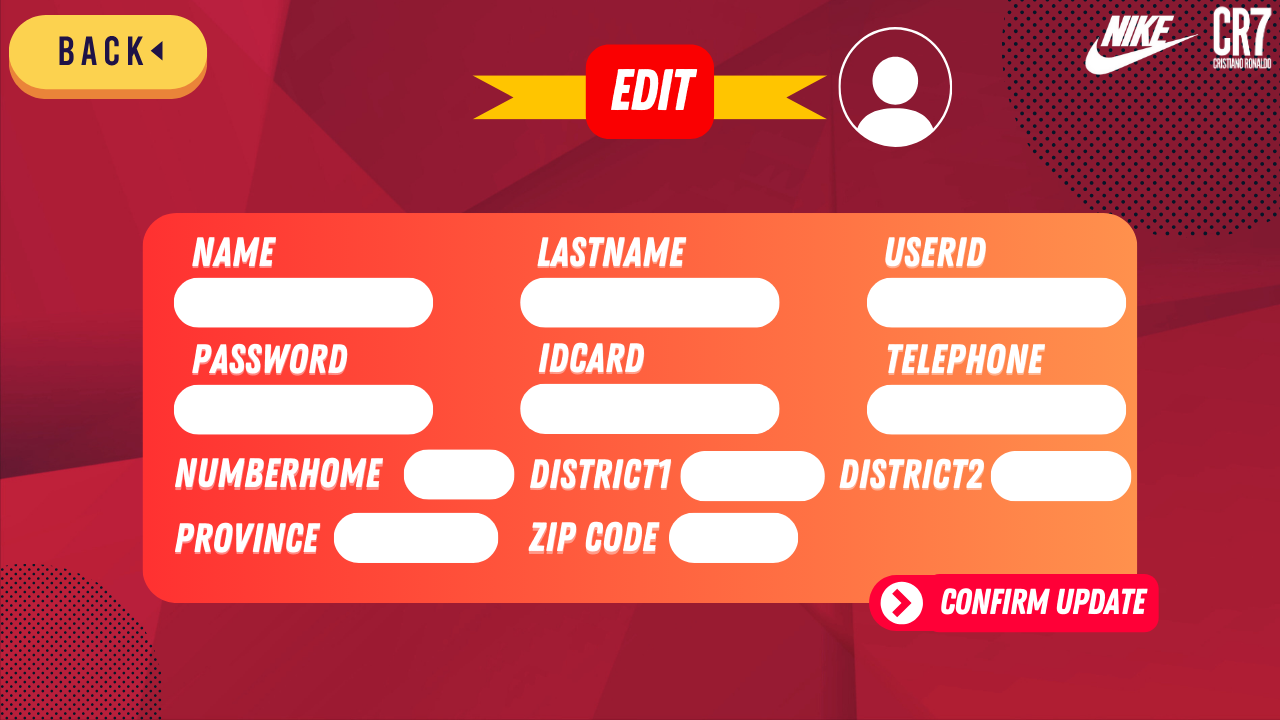 BACK
EDIT
NIKE
CR7
CRISTIANO RONALDO
NAME LASTNAME USERID
PASSWORD IDCARD TELEPHONE
NUMBERHOME DISTRICT1 DISTRICT2
PROVINCE ZIP CODE
CONFIRM UPDATE